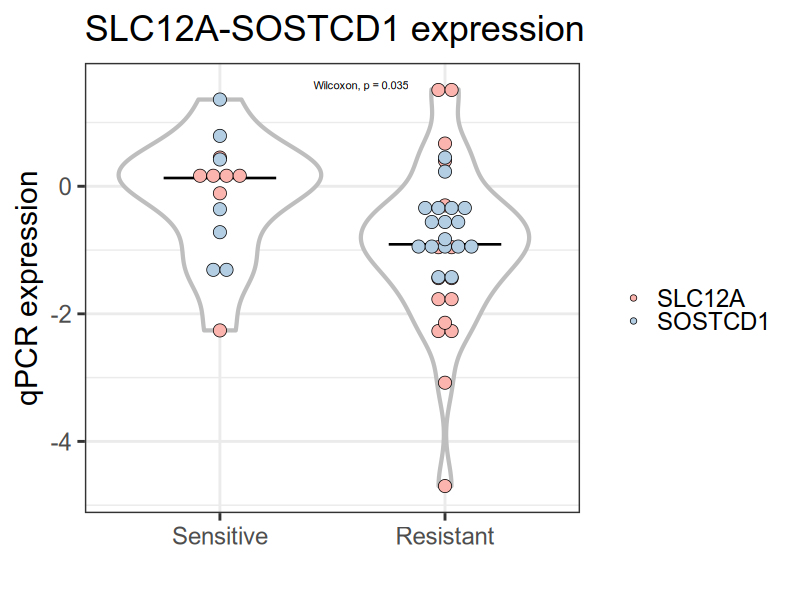 SLC12A-SOSTCD1 expression
Wilcoxon, p = 0.035
qPCR expression
0
-2
-4
Sensitive
Resistant
SLC12A
SOSTCD1